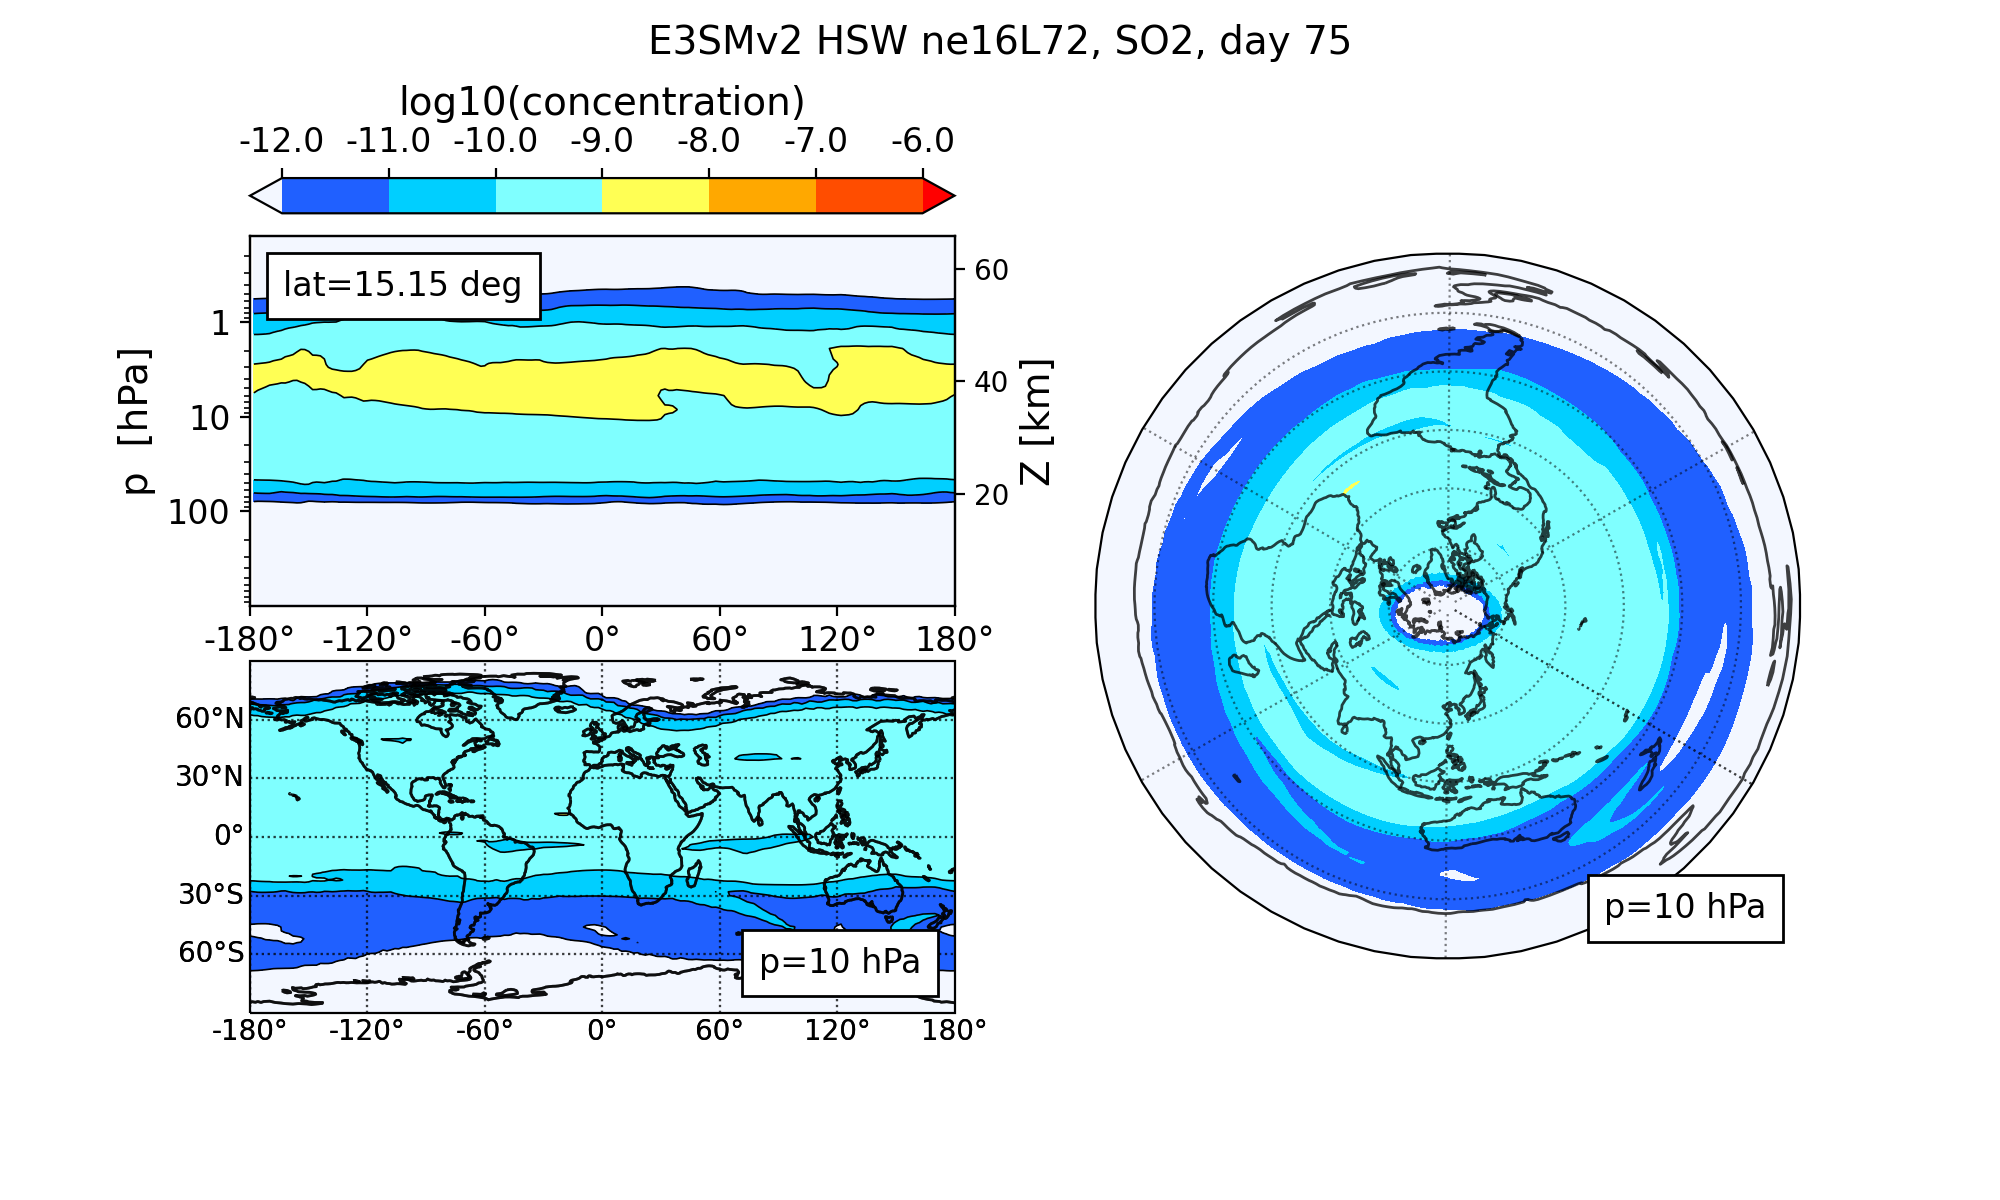 E3SMv2 HSW ne16L72, SO2, day 75
log10(concentration)
-12.0 -11.0 -10.0 -9.0 -8.0 -7.0 -6.0
lat=15.15 deg
p [hPa]
1
10
100
60
40
20
Z [km]
-180° -120° -60° 0° 60° 120° 180°
60°N
30°N
0°
30°S
60°S
p=10 hPa
-180° -120° -60° 0° 60° 120° 180°
p=10 hPa